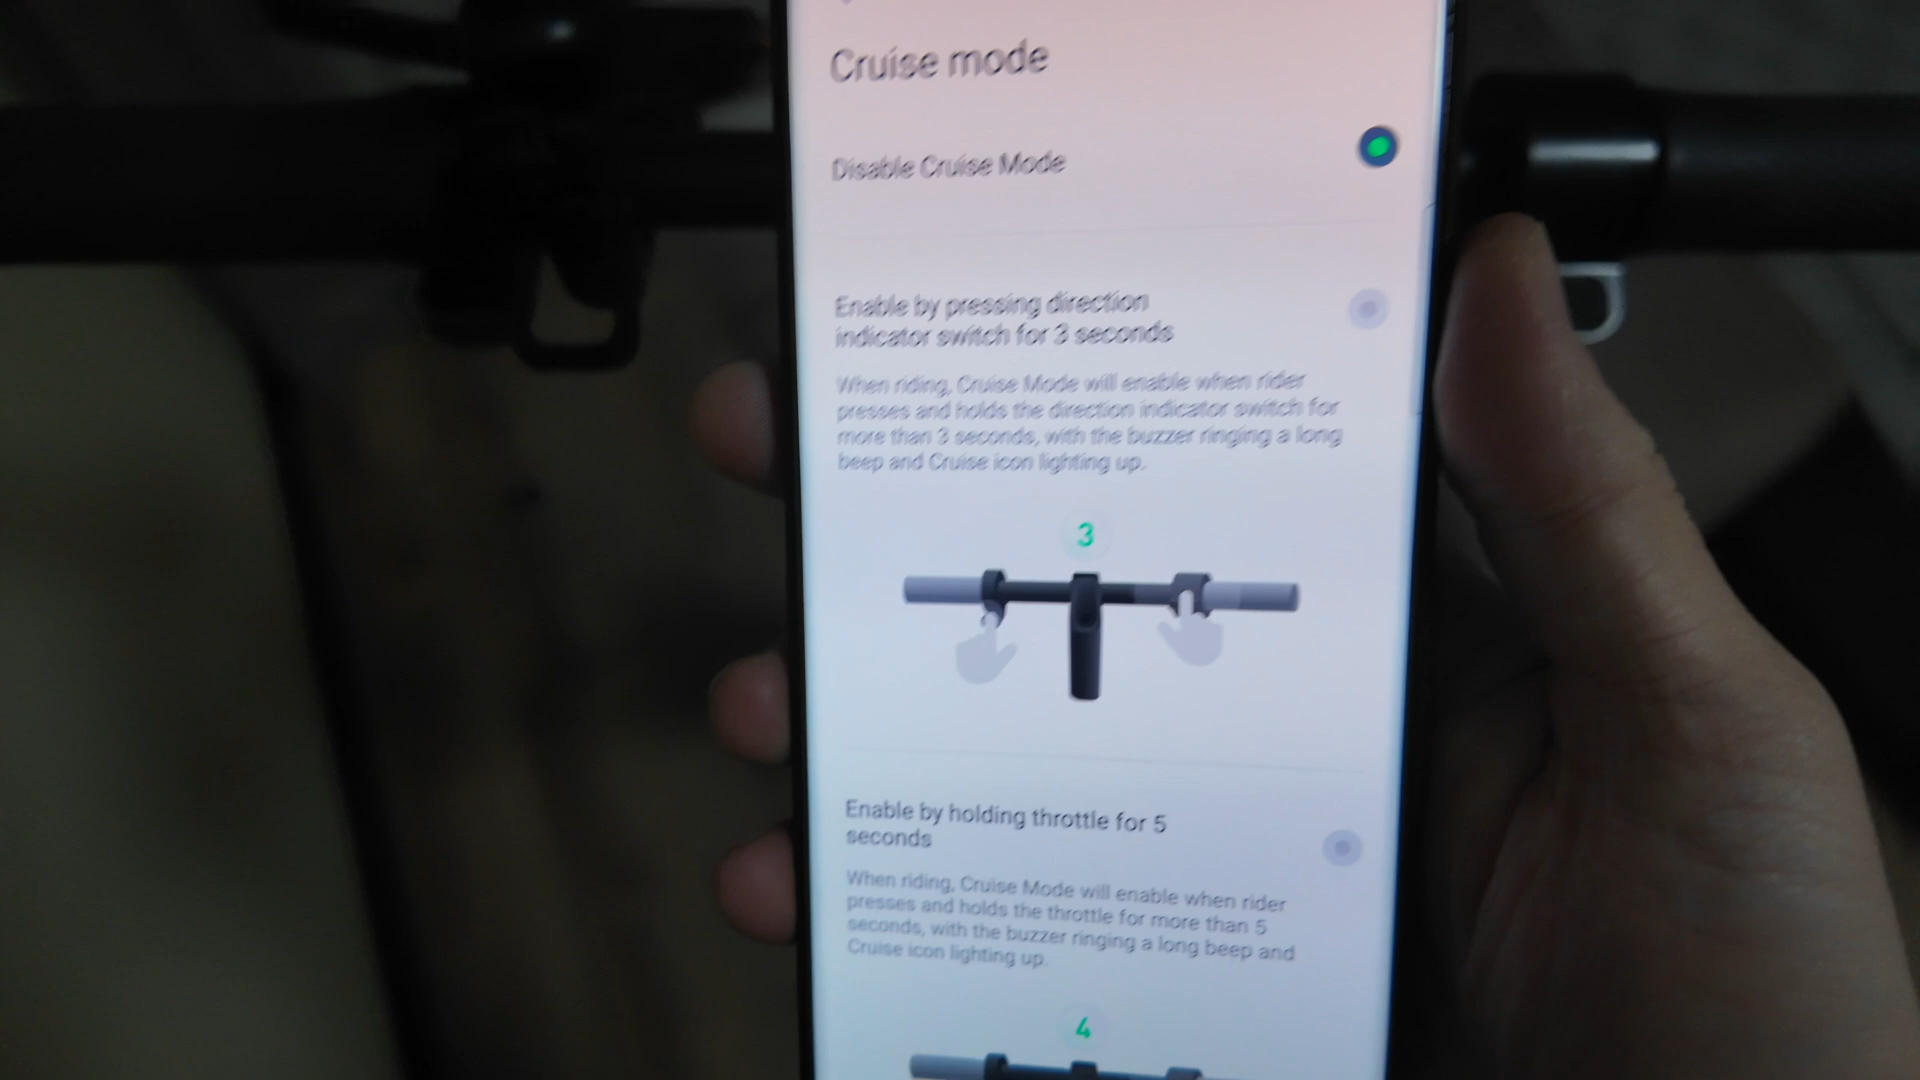 Cruise mode
Disable Cruise Mode
Enable by pressing direction
indicator switch for 3 seconds
When riding, Cruise Mode will enable when rider
presses and holds the direction indicator switch for
more than 3 seconds, with the buzzer ringing a long
beep and Cruise icon lighting up.
3
Enable by holding throttle for 5
seconds
When riding, Cruise Mode will enable when rider
presses and holds the throttle for more than 5
seconds, with the buzzer ringing a long beep and
Cruise icon lighting up.
4